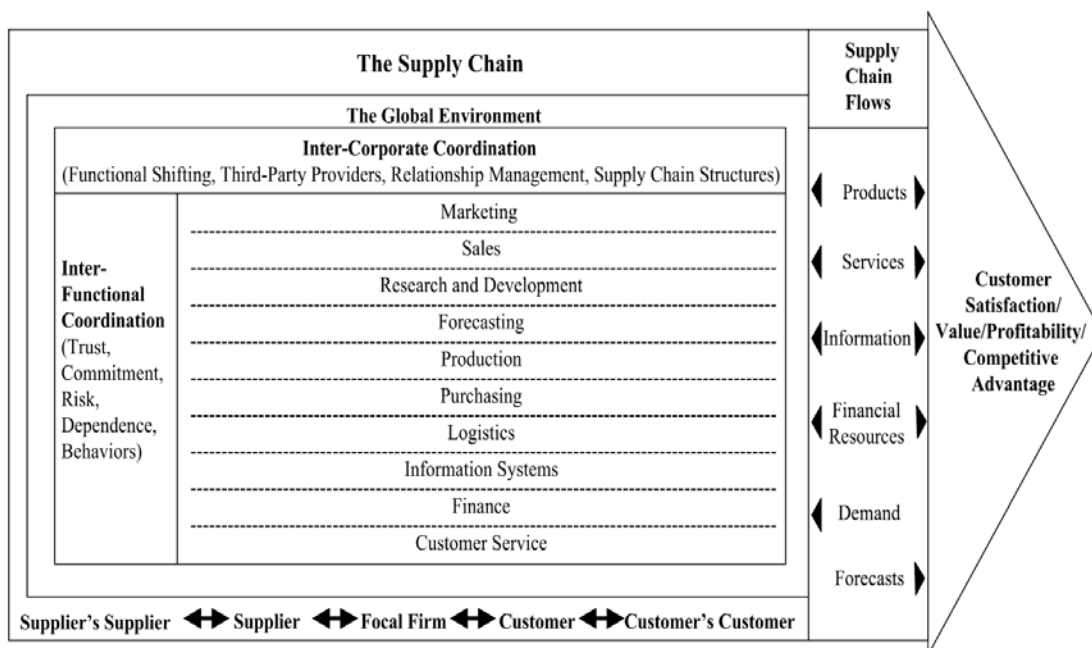 The Supply Chain
The Global Environment
Inter-Corporate Coordination
(Functional Shifting, Third-Party Providers, Relationship Management, Supply Chain Structures)
Inter-
Functional
Coordination
(Trust,
Commitment,
Risk,
Dependence,
Behaviors)
Marketing
Sales
Research and Development
Forecasting
Production
Purchasing
Logistics
Information Systems
Finance
Customer Service
Supplier’s Supplier Supplier Focal Firm Customer Customer’s Customer
Supply
Chain
Flows
Products
Services
Information
Financial
Resources
Demand
Forecasts
Customer
Satisfaction/
Value/Profitability/
Competitive
Advantage